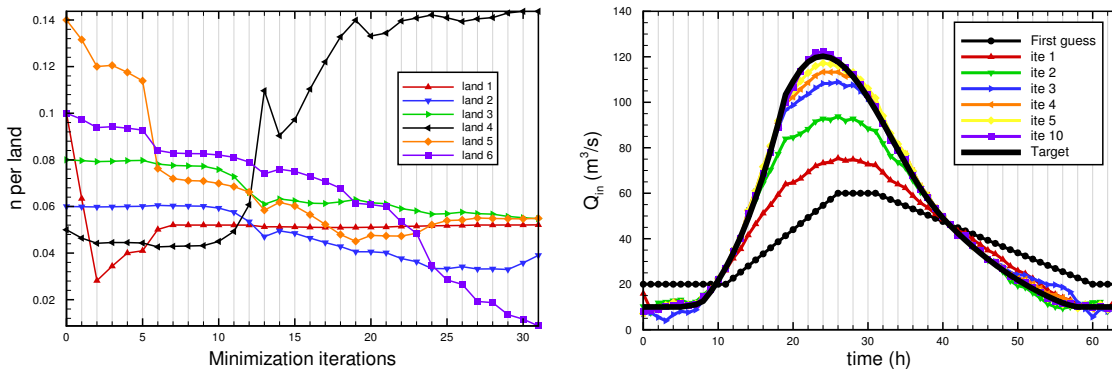 n per land
0.14
0.12
0.1
0.08
0.06
0.04
0.02
0 5 10 15 20 25 30
Minimization iterations
land 1
land 2
land 3
land 4
land 5
land 6
Q_in (m³/s)
140
120
100
80
60
40
20
0
0 10 20 30 40 50 60
time (h)
First guess
ite 1
ite 2
ite 3
ite 4
ite 5
ite 10
Target